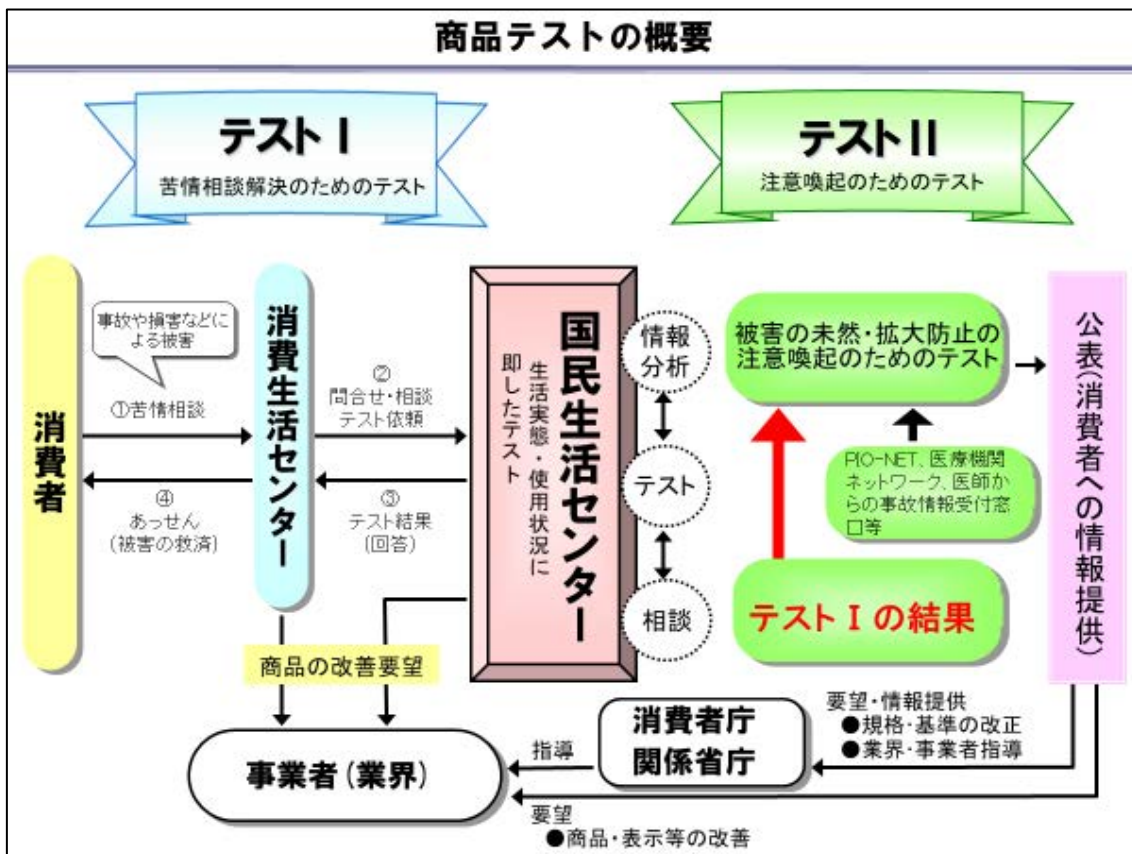 商品テストの概要
テストⅠ
苦情相談解決のためのテスト
テストⅡ
注意喚起のためのテスト
消費者
事故や損害などに
よる被害
①苦情相談
④
あっせん
(被害の救済)
消費生活センター
②
問合せ・相談
テスト依頼
③
テスト結果
(回答)
国民生活センター
生活実態・使用状況に
即したテスト
情報
分析
テスト
相談
被害の未然・拡大防止の
注意喚起のためのテスト
PIO-NET、医療機関
ネットワーク、医師か
らの事故情報受付窓
口等
テストⅠの結果
公表(消費者への情報提供)
商品の改善要望
事業者(業界)
指導
消費者庁
関係省庁
要望・情報提供
●規格・基準の改正
●業界・事業者指導
要望
●商品・表示等の改善